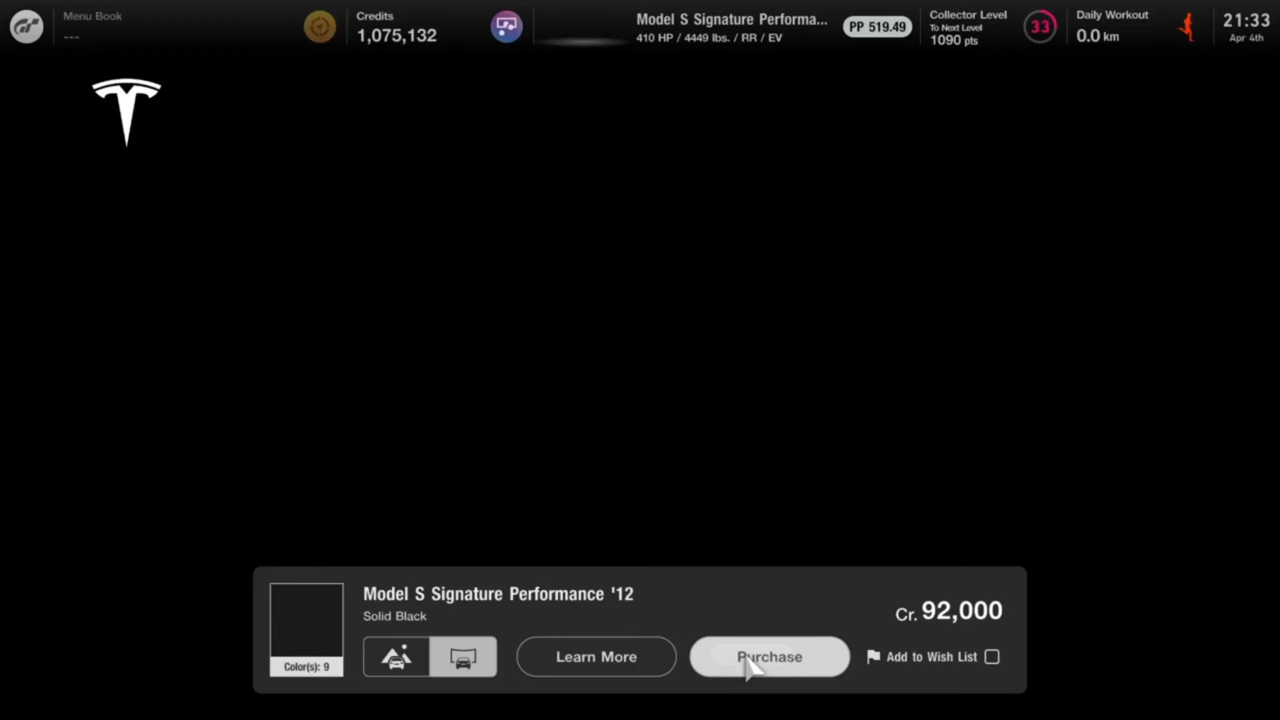 Menu Book
---
Credits
1,075,132
Model S Signature Performa...
410 HP / 4449 lbs. / RR / EV
PP 519.49
Collector Level
To Next Level
1090 pts
33
Daily Workout
0.0 km
21:33
Apr 4th
Model S Signature Performance '12
Solid Black
Cr. 92,000
Color(s): 9
Learn More
Purchase
Add to Wish List